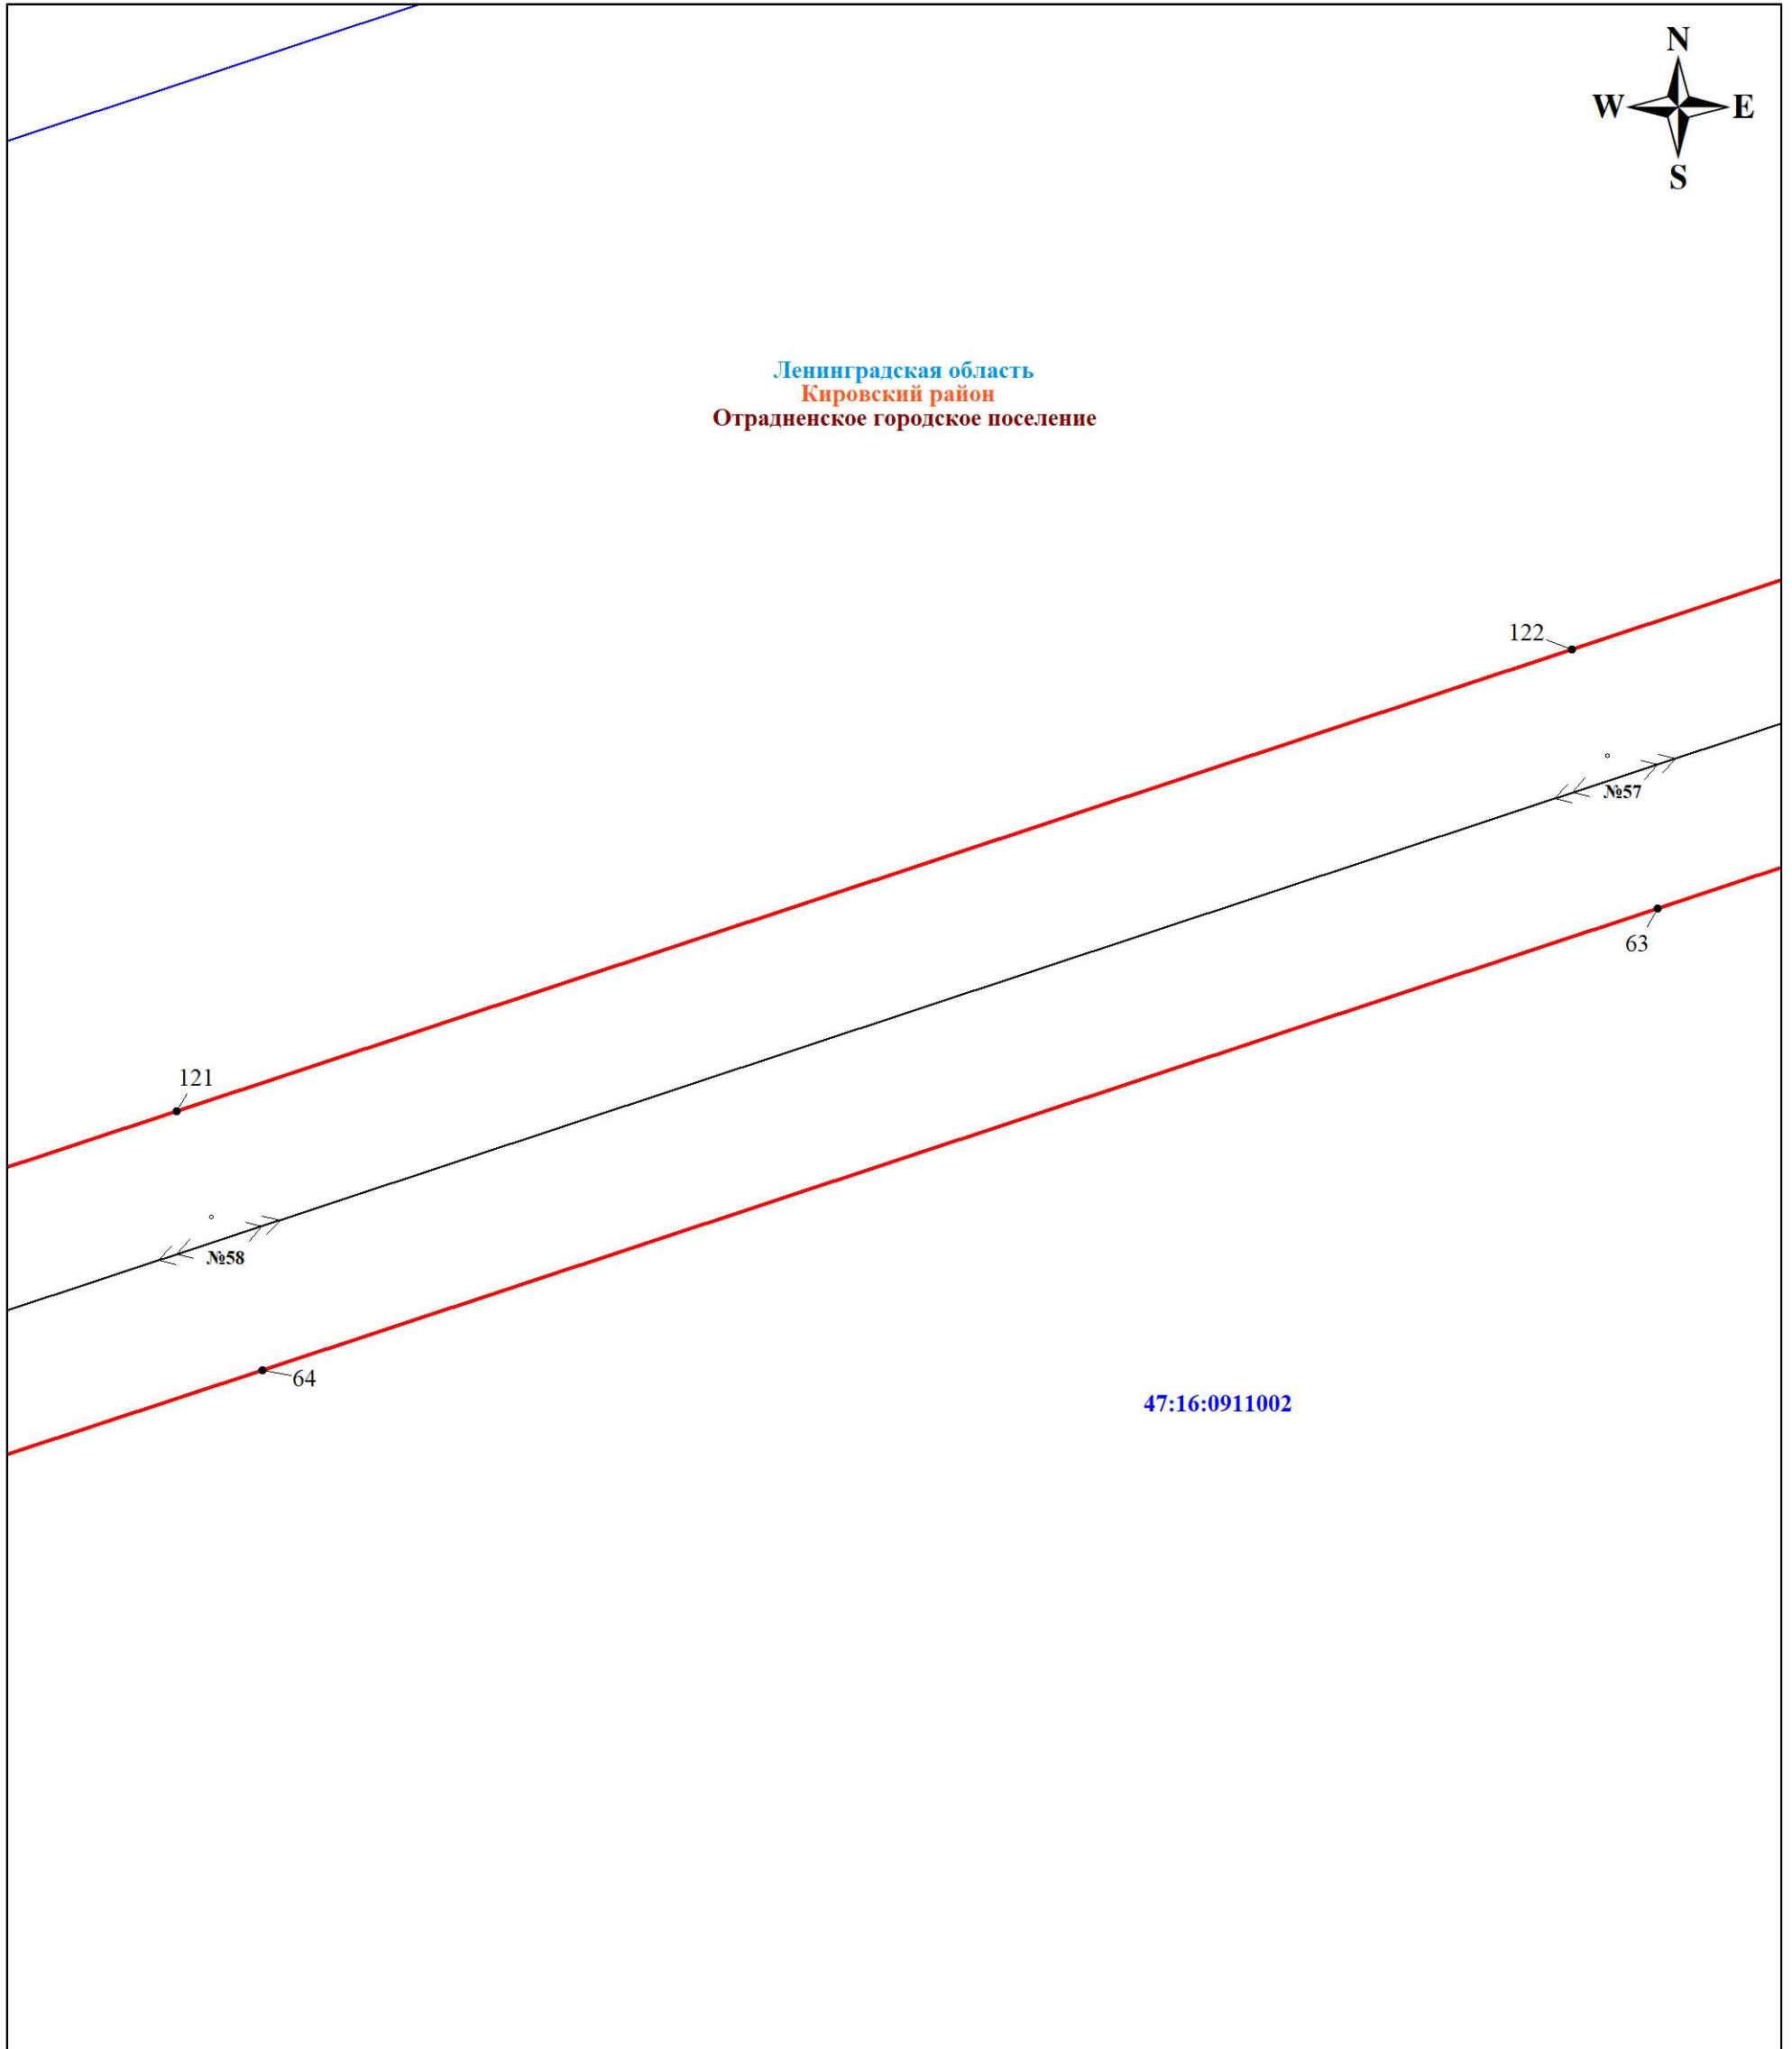 N
W E
S
Ленинградская область
Кировский район
Отрадненское городское поселение
122
№57
63
121
№58
64
47:16:0911002